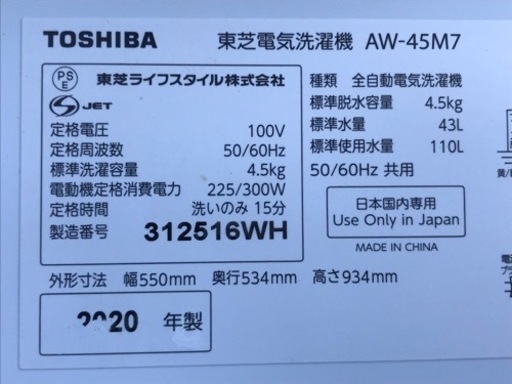 TOSHIBA 東芝電気洗濯機 AW-45M7
PS
E
東芝ライフスタイル株式会社
S JET
定格電圧 100V
定格周波数 50/60Hz
標準洗濯容量 4.5kg
電動機定格消費電力 225/300W
定格時間 洗いのみ 15分
製造番号 312516WH
種類 全自動電気洗濯機
標準脱水容量 4.5kg
標準水量 43L
標準使用水量 110L
50/60Hz 共用
日本国内専用
Use Only in Japan
MADE IN CHINA
外形寸法 幅550mm 奥行534mm 高さ934mm
2020 年製